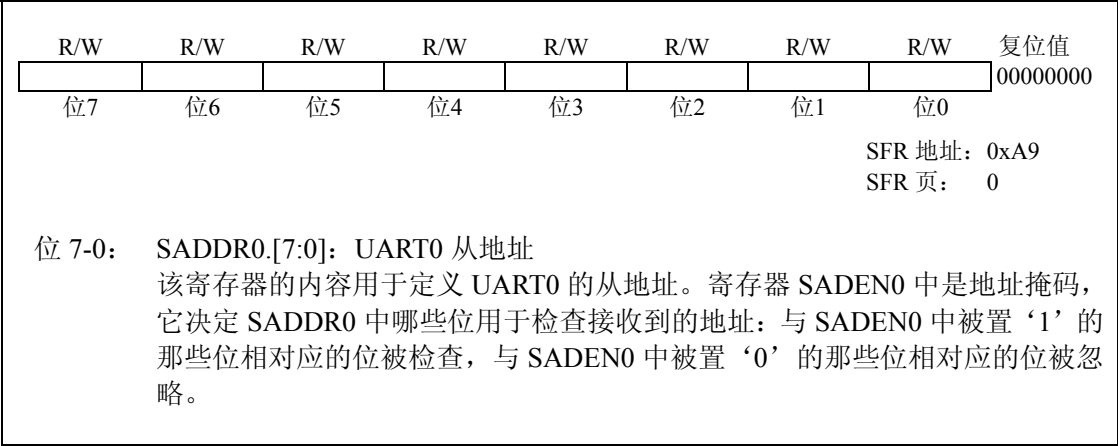 R/W R/W R/W R/W R/W R/W R/W R/W 复位值
00000000
位7 位6 位5 位4 位3 位2 位1 位0
SFR 地址：0xA9
SFR 页： 0
位 7-0： SADDR0.[7:0]：UART0 从地址
该寄存器的内容用于定义 UART0 的从地址。寄存器 SADEN0 中是地址掩码，
它决定 SADDR0 中哪些位用于检查接收到的地址：与 SADEN0 中被置‘1’的
那些位相对应的位被检查，与 SADEN0 中被置‘0’的那些位相对应的位被忽
略。